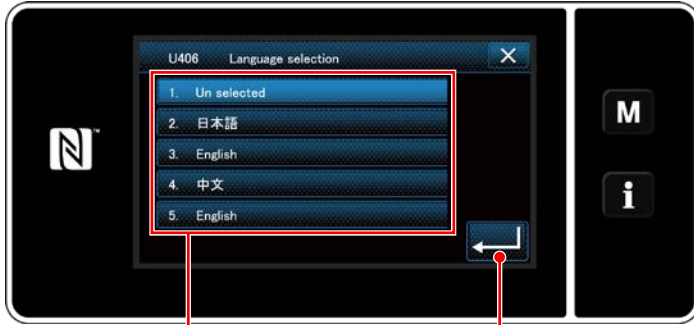 U406 Language selection
1. Un selected
2. 日本語
3. English
4. 中文
5. English
M
i